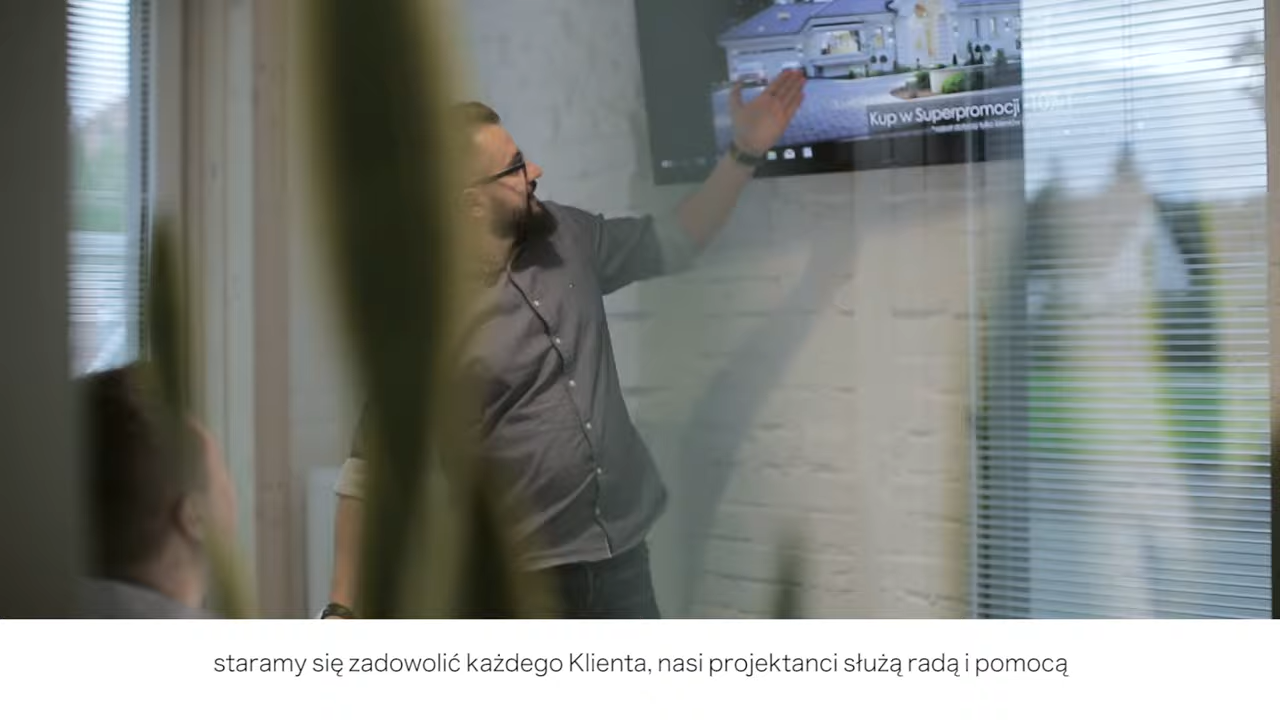 Kup w Superpromocji
staramy się zadowolić każdego Klienta, nasi projektanci służą radą i pomocą